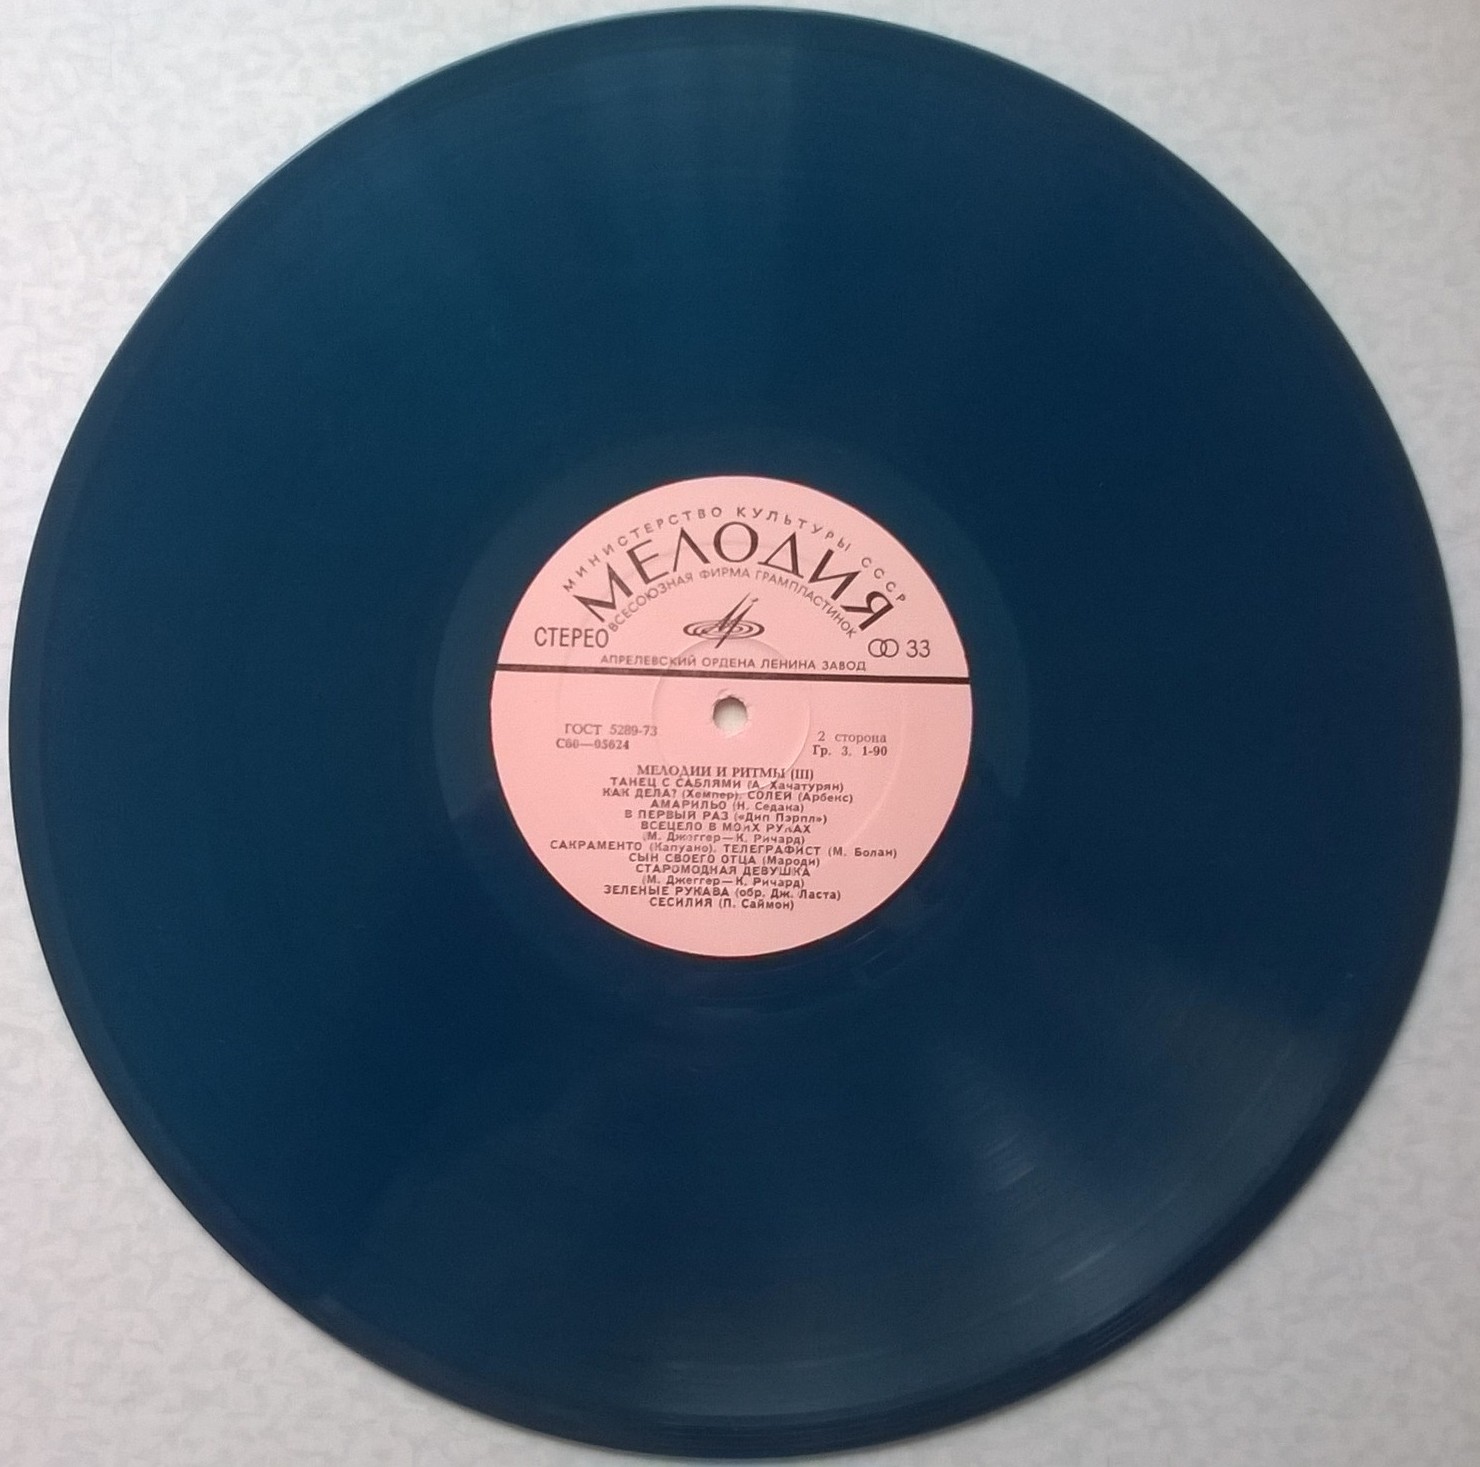 МИНИСТЕРСТВО КУЛЬТУРЫ СССР
МЕЛОДИЯ
ВСЕСОЮЗНАЯ ФИРМА ГРАМПЛАСТИНОК
СТЕРЕО
33
АПРЕЛЕВСКИЙ ОРДЕНА ЛЕНИНА ЗАВОД
ГОСТ 5289-73
С60—05624
2 сторона
Гр. 3. 1-90
МЕЛОДИИ И РИТМЫ (III)
ТАНЕЦ С САБЛЯМИ (А. Хачатурян)
КАК ДЕЛА? (Хемпер). СОЛЕЙ (Арбекс)
АМАРИЛЬО (Н. Седака)
В ПЕРВЫЙ РАЗ («Дип Пэрпл»)
ВСЕЦЕЛО В МОИХ РУКАХ
(М. Джеггер—К. Ричард)
САКРАМЕНТО (Капуано). ТЕЛЕГРАФИСТ (М. Болан)
СЫН СВОЕГО ОТЦА (Мароди)
СТАРОМОДНАЯ ДЕВУШКА
(М. Джеггер—К. Ричард)
ЗЕЛЕНЫЕ РУКАВА (обр. Дж. Ласта)
СЕСИЛИЯ (П. Саймон)